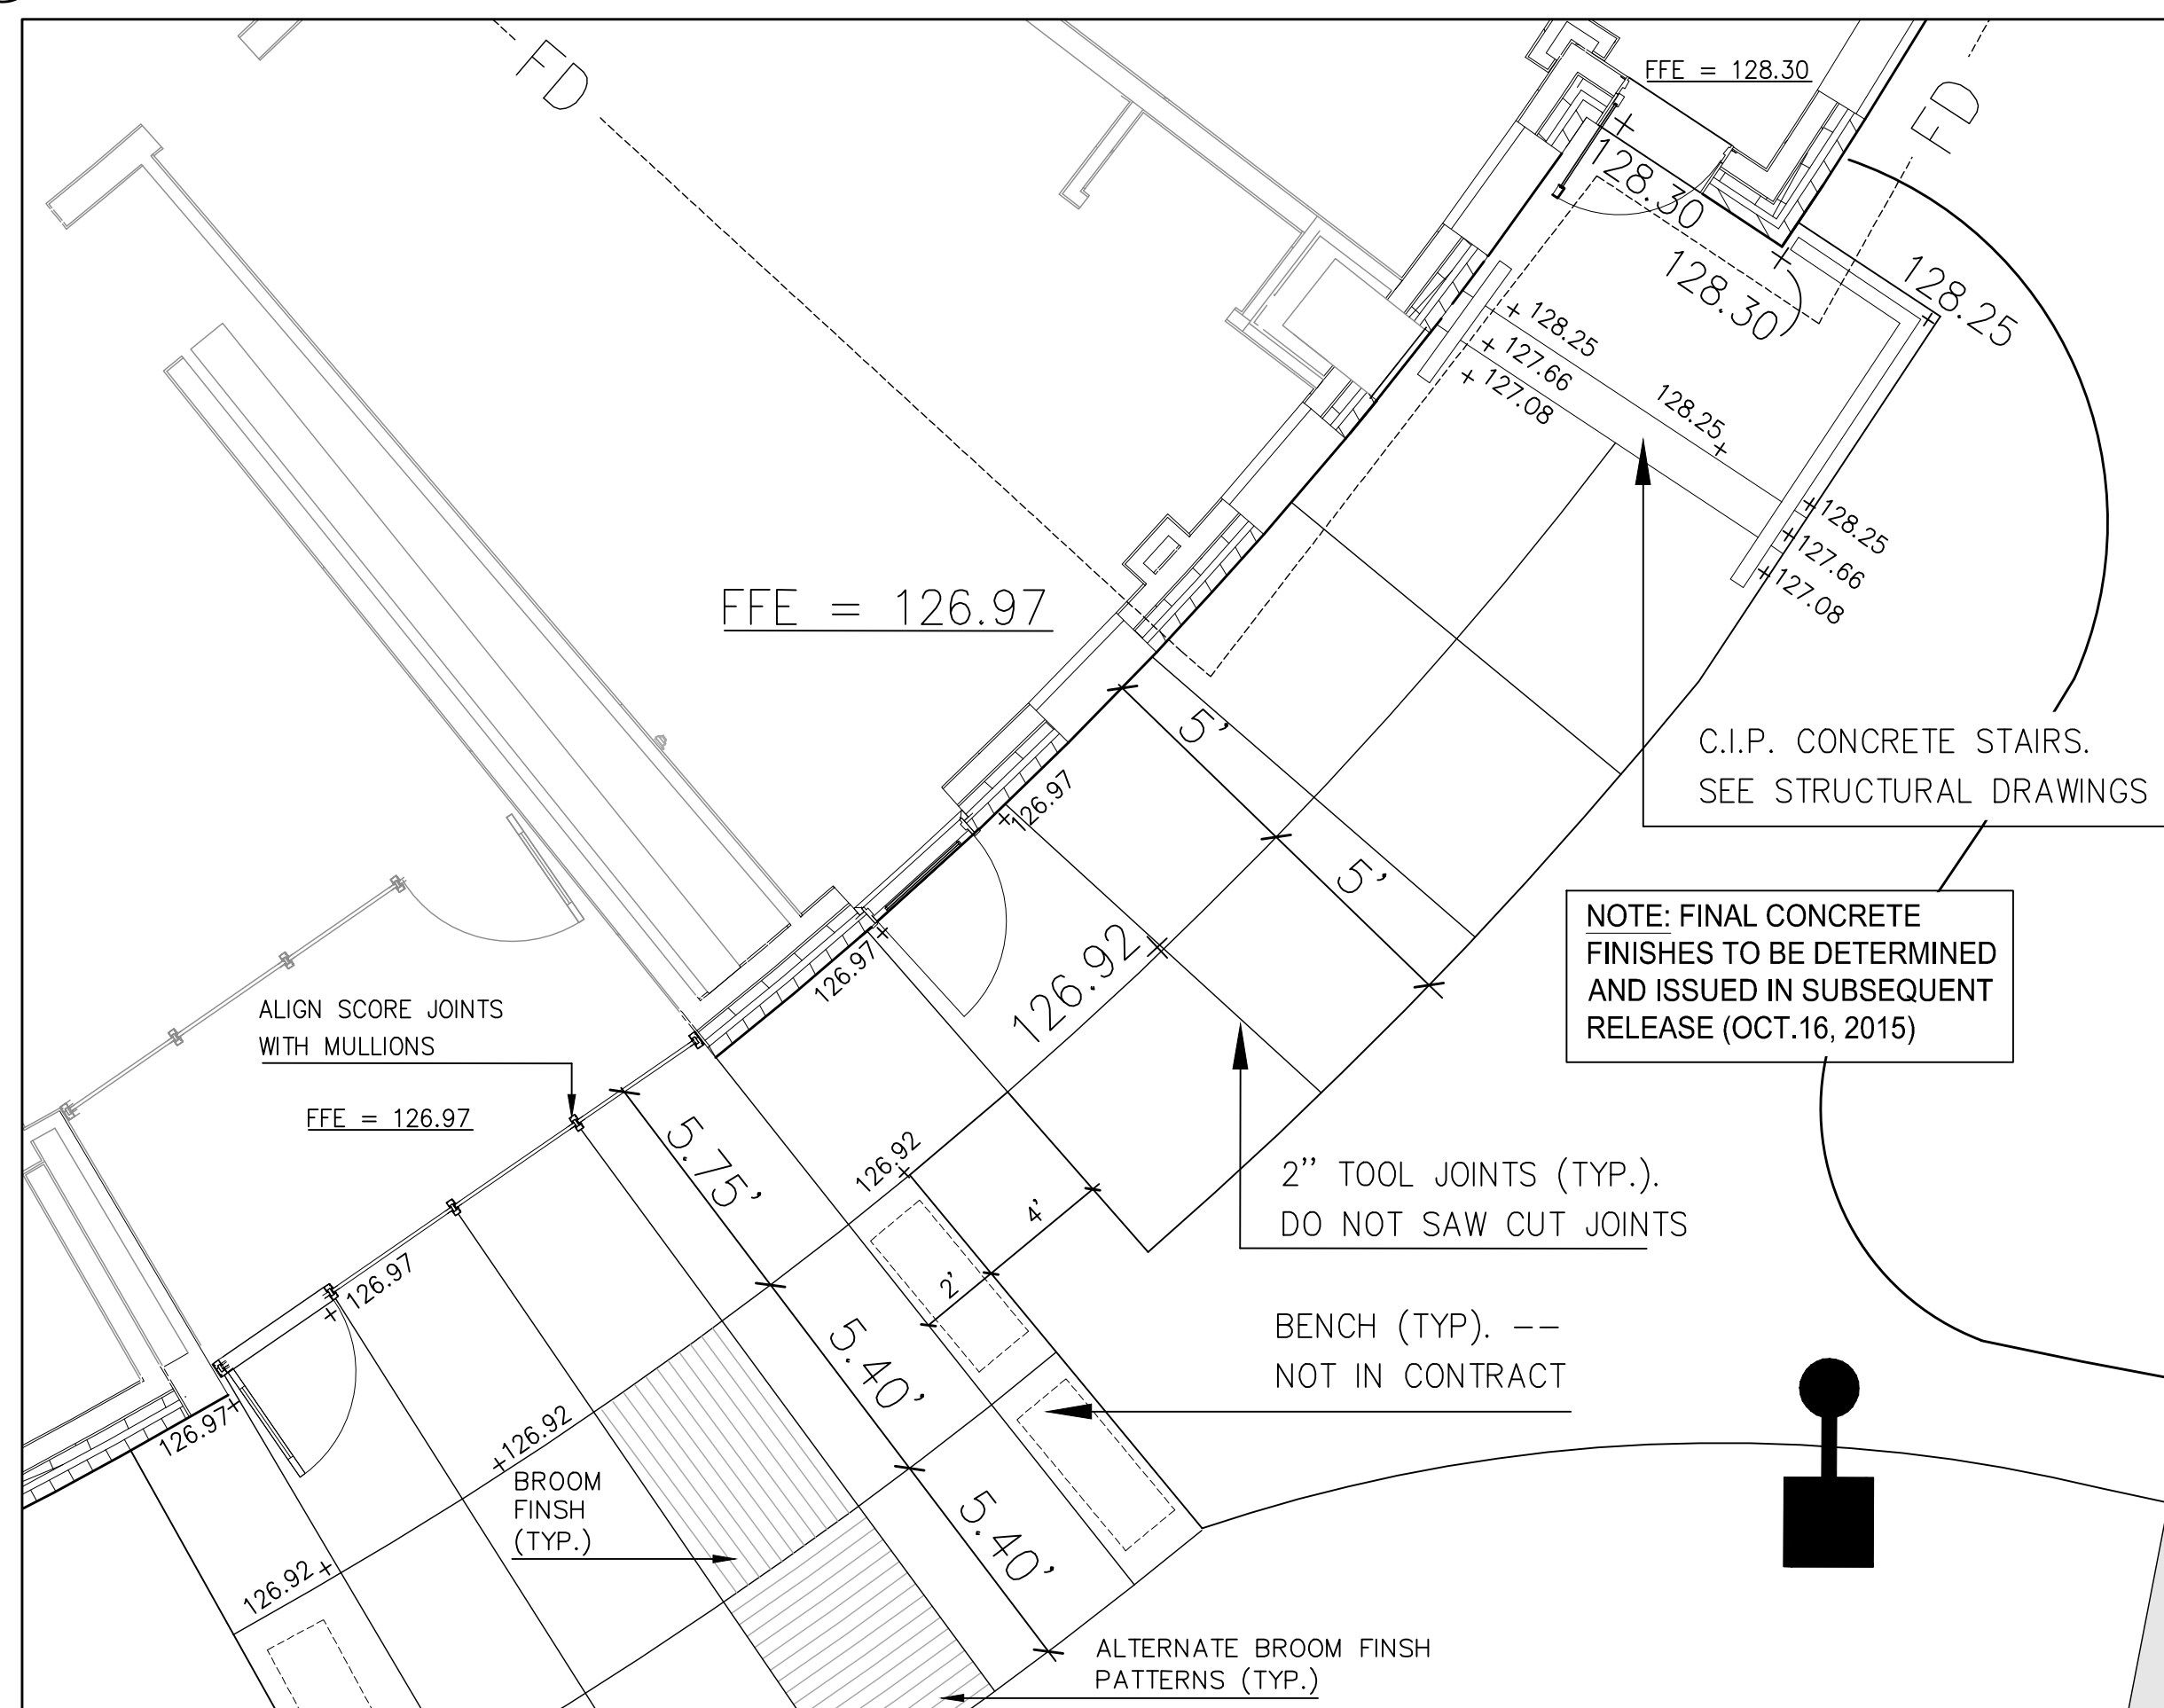 FD
FFE = 128.30
FD
128.30
128.30
128.25
+ 128.25
+ 127.66
+ 127.08
128.25
+128.25
+127.66
+127.08
FFE = 126.97
5'
5'
C.I.P. CONCRETE STAIRS.
SEE STRUCTURAL DRAWINGS
126.97
126.97
126.92
NOTE: FINAL CONCRETE
FINISHES TO BE DETERMINED
AND ISSUED IN SUBSEQUENT
RELEASE (OCT.16, 2015)
ALIGN SCORE JOINTS
WITH MULLIONS
FFE = 126.97
5.75'
126.92
4'
2'
2'' TOOL JOINTS (TYP.).
DO NOT SAW CUT JOINTS
126.97
5.40'
BENCH (TYP). --
NOT IN CONTRACT
126.97
+126.92
BROOM
FINSH
(TYP.)
5.40'
126.92
ALTERNATE BROOM FINSH
PATTERNS (TYP.)